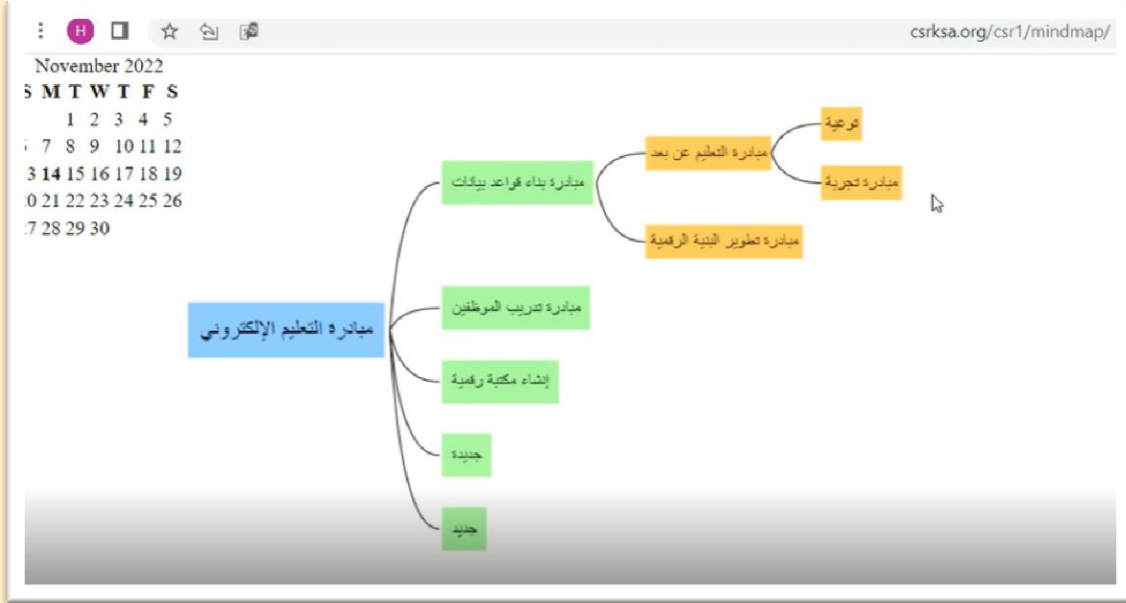 H
csrksa.org/csr1/mindmap/
November 2022
S M T W T F S
1 2 3 4 5
7 8 9 10 11 12
14 15 16 17 18 19
21 22 23 24 25 26
28 29 30
توعية
مبادرة التعليم عن بعد
مبادرة تجربة
مبادرة بناء قواعد بيانات
مبادرة تطوير البنية الرقمية
مبادرة تدريب الموظفين
مبادرة التعليم الإلكتروني
إنشاء مكتبة رقمية
جديدة
جديد